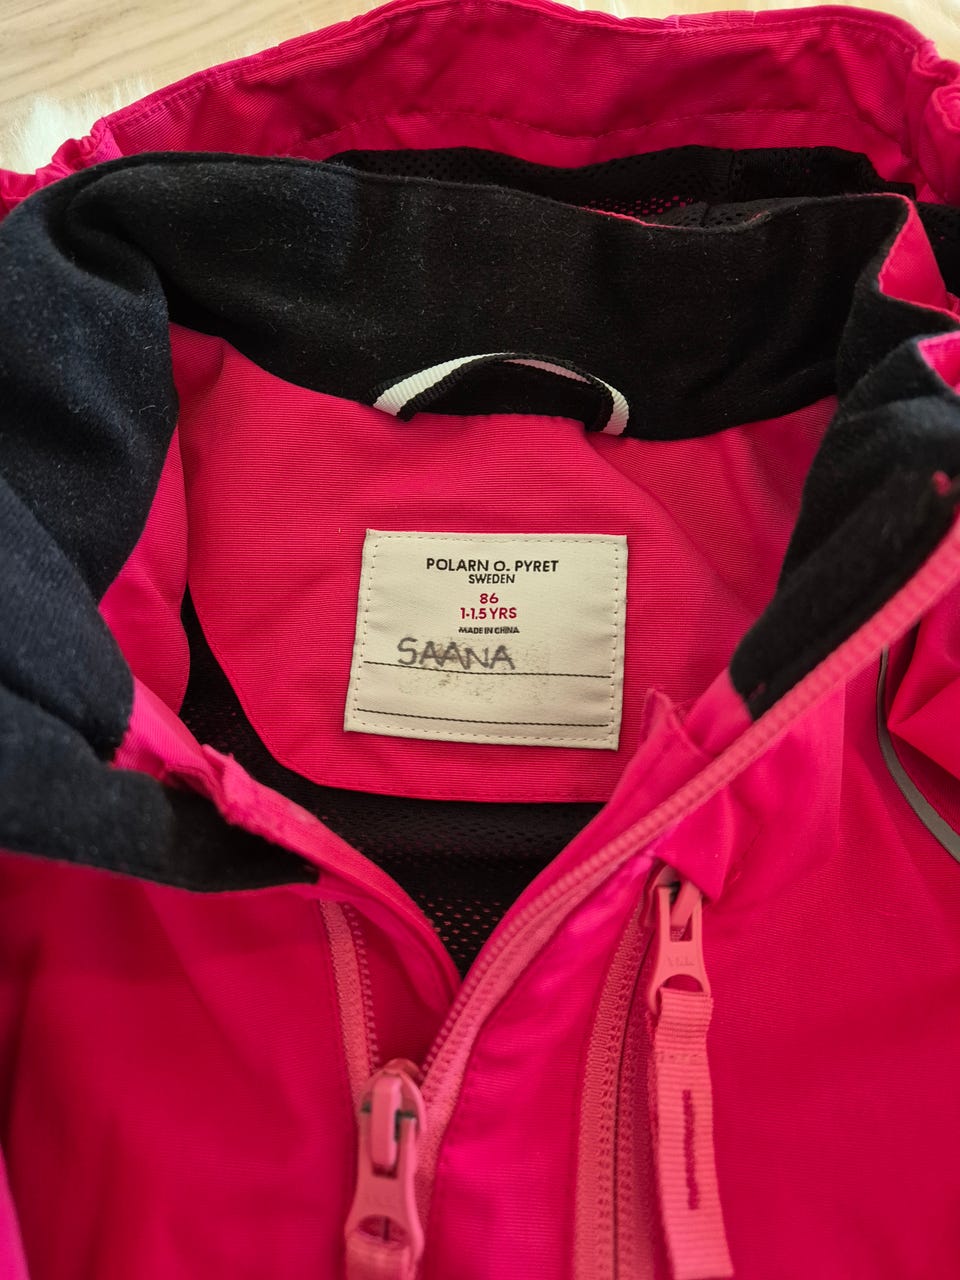 POLARN O. PYRET
SWEDEN
86
1-1.5 YRS
MADE IN CHINA
SAANA